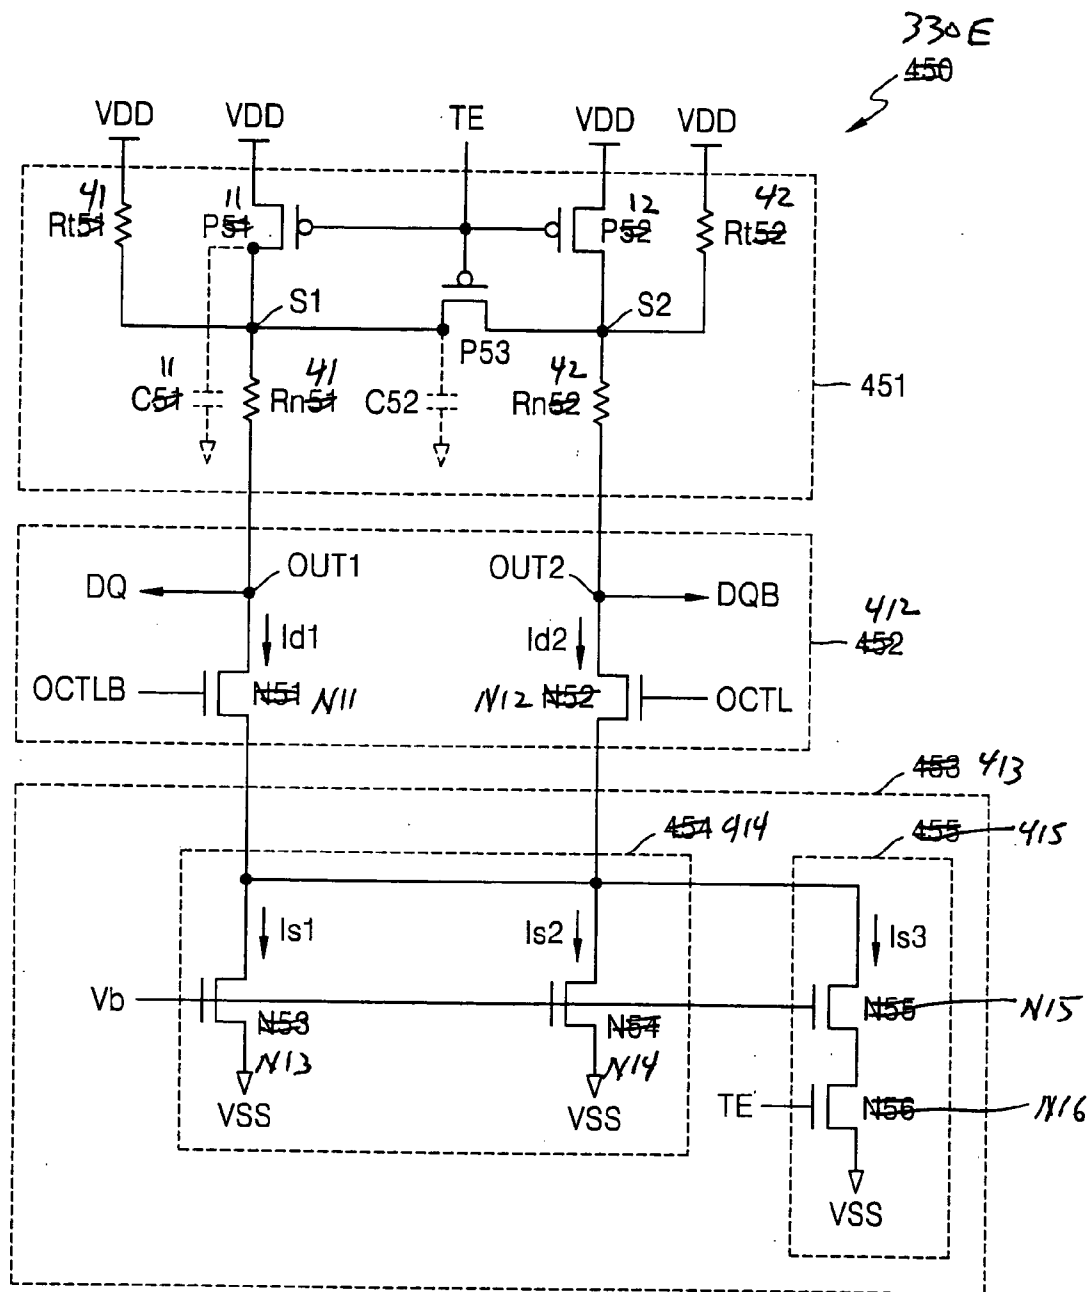 330E
450
VDD VDD TE VDD VDD
41 11 12 42
Rt51 P51 P52 Rt52
S1 S2
P53
11 41 42
C51 Rn51 C52 Rn52 451
DQ OUT1 OUT2 DQB
412
Id1 Id2 452
OCTLB N51 N11 N12 N52 OCTL
453 413
454 414 455 415
Is1 Is2 Is3
Vb N53 N54 N55 N15
N13 N14
VSS VSS TE N56 N16
VSS